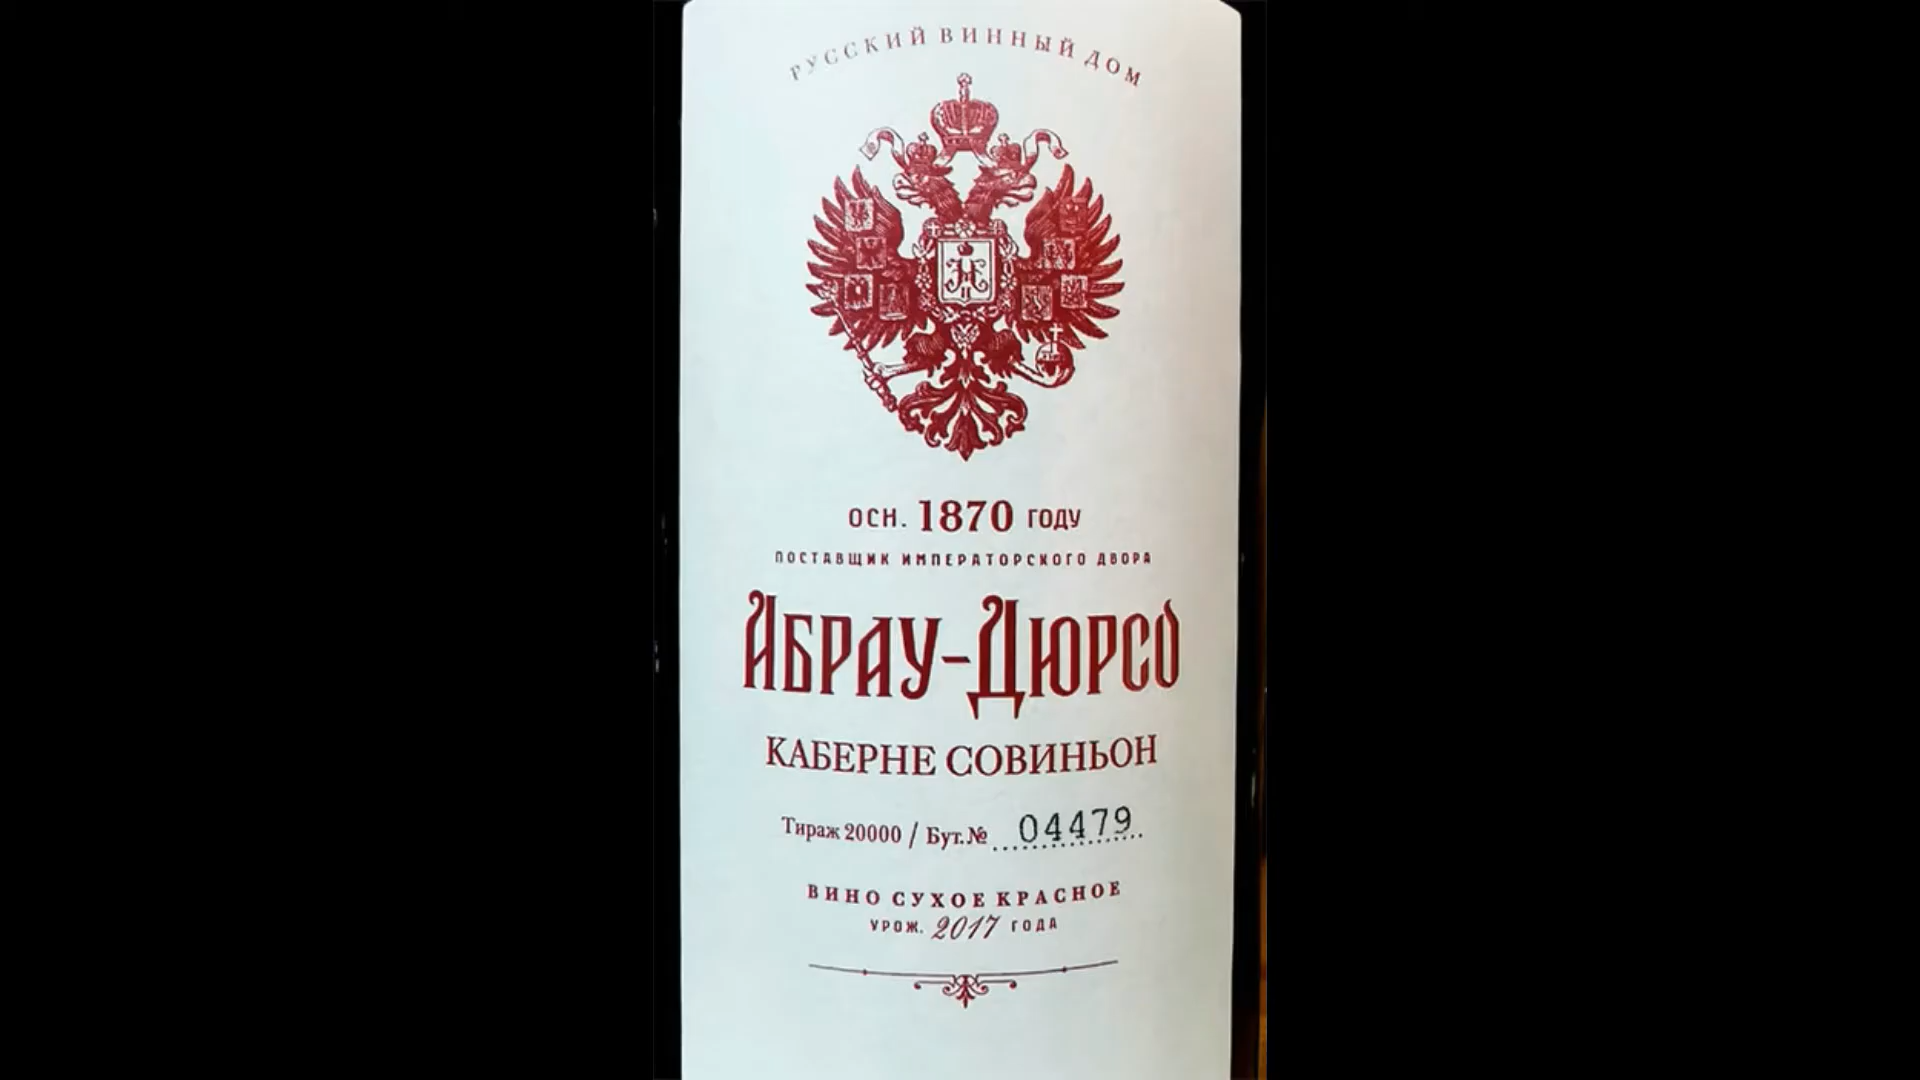 РУССКИЙ ВИННЫЙ ДОМ
Н II
ОСН. 1870 ГОДУ
ПОСТАВЩИК ИМПЕРАТОРСКОГО ДВОРА
АБРАУ-ДЮРСО
КАБЕРНЕ СОВИНЬОН
Тираж 20000 / Бут.№ 04479
ВИНО СУХОЕ КРАСНОЕ
УРОЖ. 2017 ГОДА